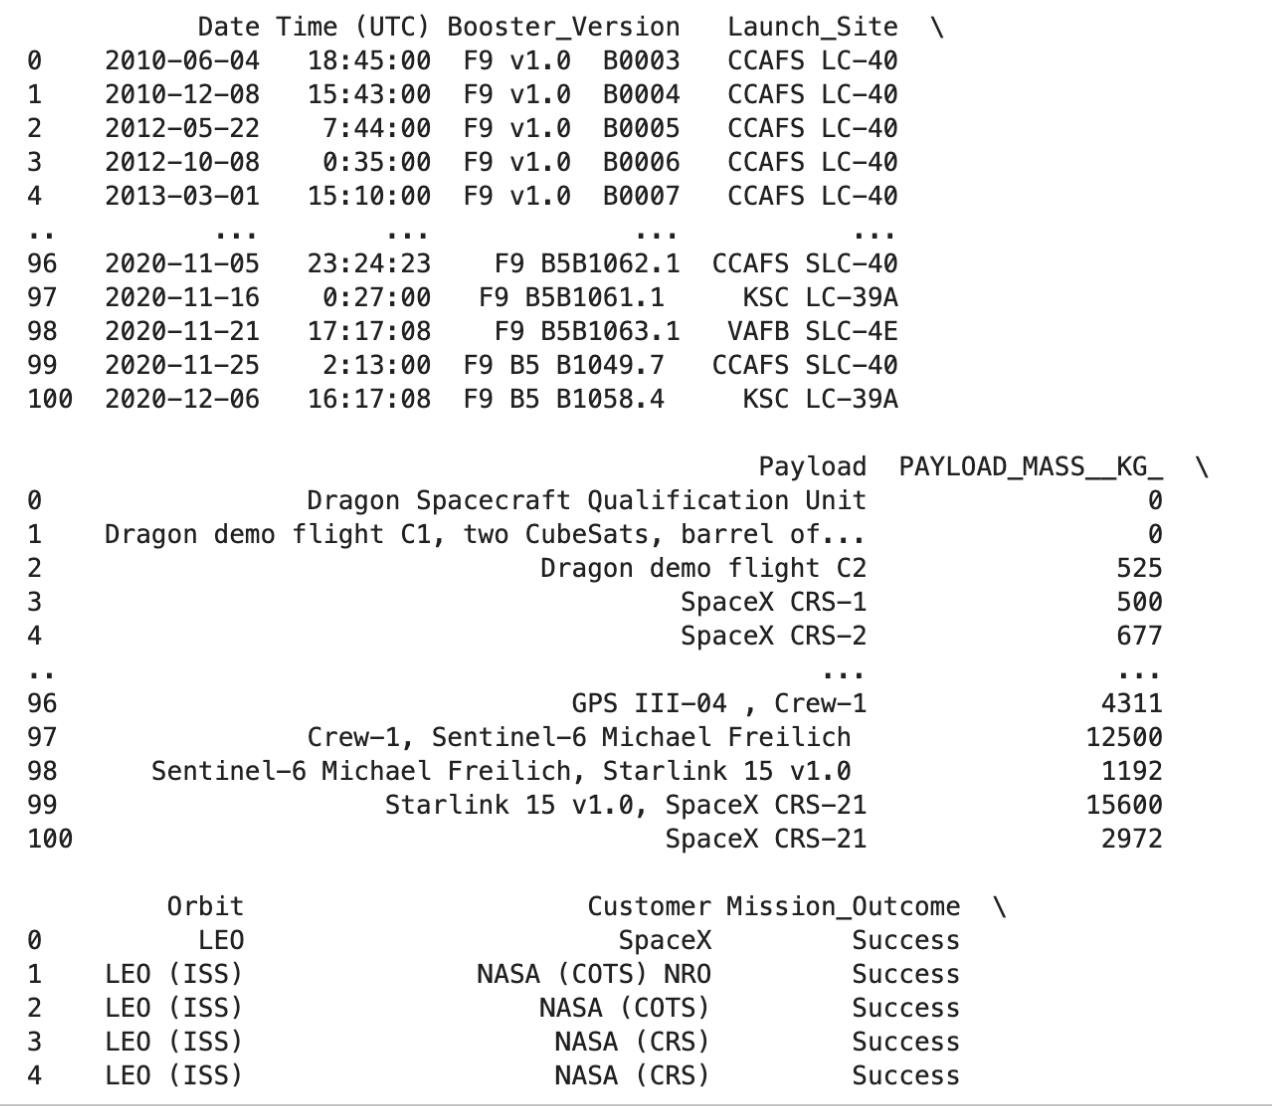 Date Time (UTC) Booster_Version Launch_Site \
0 2010-06-04 18:45:00 F9 v1.0 B0003 CCAFS LC-40
1 2010-12-08 15:43:00 F9 v1.0 B0004 CCAFS LC-40
2 2012-05-22 7:44:00 F9 v1.0 B0005 CCAFS LC-40
3 2012-10-08 0:35:00 F9 v1.0 B0006 CCAFS LC-40
4 2013-03-01 15:10:00 F9 v1.0 B0007 CCAFS LC-40
.. ... ... ... ...
96 2020-11-05 23:24:23 F9 B5B1062.1 CCAFS SLC-40
97 2020-11-16 0:27:00 F9 B5B1061.1 KSC LC-39A
98 2020-11-21 17:17:08 F9 B5B1063.1 VAFB SLC-4E
99 2020-11-25 2:13:00 F9 B5 B1049.7 CCAFS SLC-40
100 2020-12-06 16:17:08 F9 B5 B1058.4 KSC LC-39A
Payload PAYLOAD_MASS__KG_ \
0 Dragon Spacecraft Qualification Unit 0
1 Dragon demo flight C1, two CubeSats, barrel of... 0
2 Dragon demo flight C2 525
3 SpaceX CRS-1 500
4 SpaceX CRS-2 677
.. ... ...
96 GPS III-04 , Crew-1 4311
97 Crew-1, Sentinel-6 Michael Freilich 12500
98 Sentinel-6 Michael Freilich, Starlink 15 v1.0 1192
99 Starlink 15 v1.0, SpaceX CRS-21 15600
100 SpaceX CRS-21 2972
Orbit Customer Mission_Outcome \
0 LEO SpaceX Success
1 LEO (ISS) NASA (COTS) NRO Success
2 LEO (ISS) NASA (COTS) Success
3 LEO (ISS) NASA (CRS) Success
4 LEO (ISS) NASA (CRS) Success